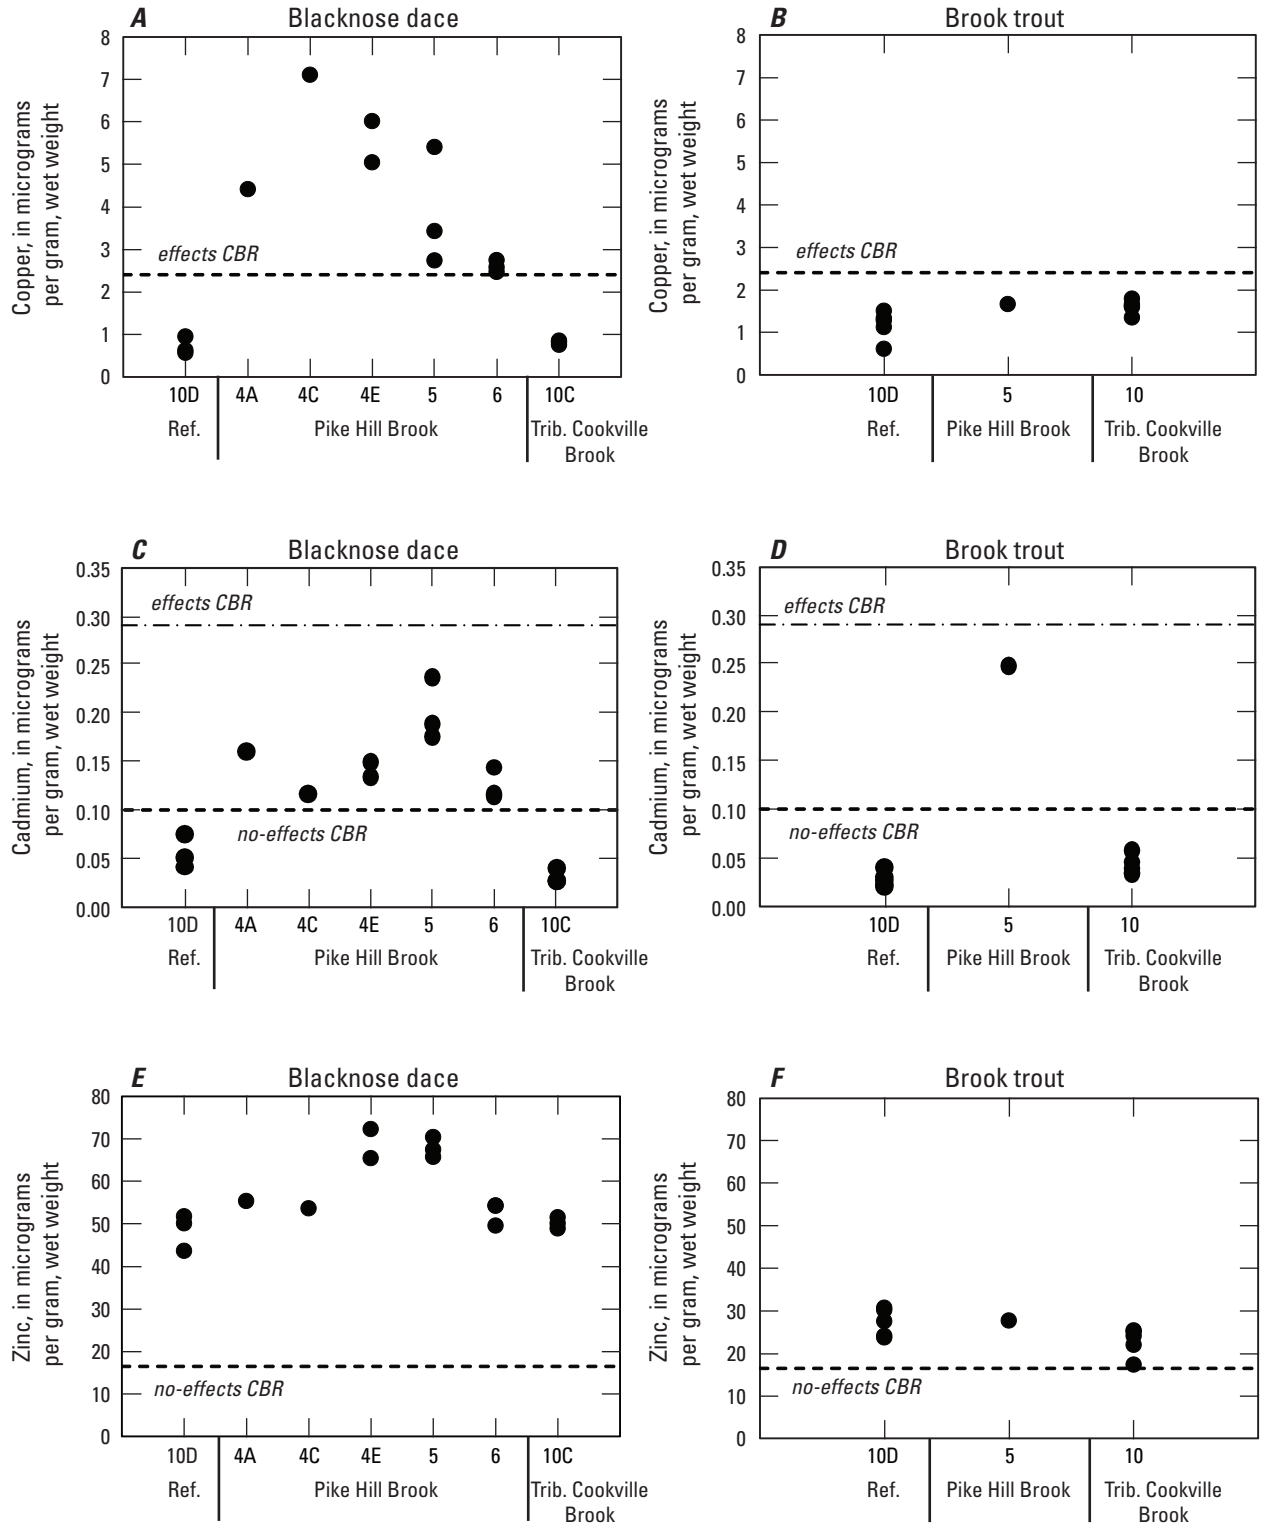 A Blacknose dace
Copper, in micrograms
per gram, wet weight
8
7
6
5
4
3
2
1
0
effects CBR
10D 4A 4C 4E 5 6 10C
Ref. Pike Hill Brook Trib. Cookville
Brook
B Brook trout
Copper, in micrograms
per gram, wet weight
8
7
6
5
4
3
2
1
0
effects CBR
10D 5 10
Ref. Pike Hill Brook Trib. Cookville
Brook
C Blacknose dace
Cadmium, in micrograms
per gram, wet weight
0.35
0.30
0.25
0.20
0.15
0.10
0.05
0.00
effects CBR
no-effects CBR
10D 4A 4C 4E 5 6 10C
Ref. Pike Hill Brook Trib. Cookville
Brook
D Brook trout
Cadmium, in micrograms
per gram, wet weight
0.35
0.30
0.25
0.20
0.15
0.10
0.05
0.00
effects CBR
no-effects CBR
10D 5 10
Ref. Pike Hill Brook Trib. Cookville
Brook
E Blacknose dace
Zinc, in micrograms
per gram, wet weight
80
70
60
50
40
30
20
10
0
no-effects CBR
10D 4A 4C 4E 5 6 10C
Ref. Pike Hill Brook Trib. Cookville
Brook
F Brook trout
Zinc, in micrograms
per gram, wet weight
80
70
60
50
40
30
20
10
0
no-effects CBR
10D 5 10
Ref. Pike Hill Brook Trib. Cookville
Brook